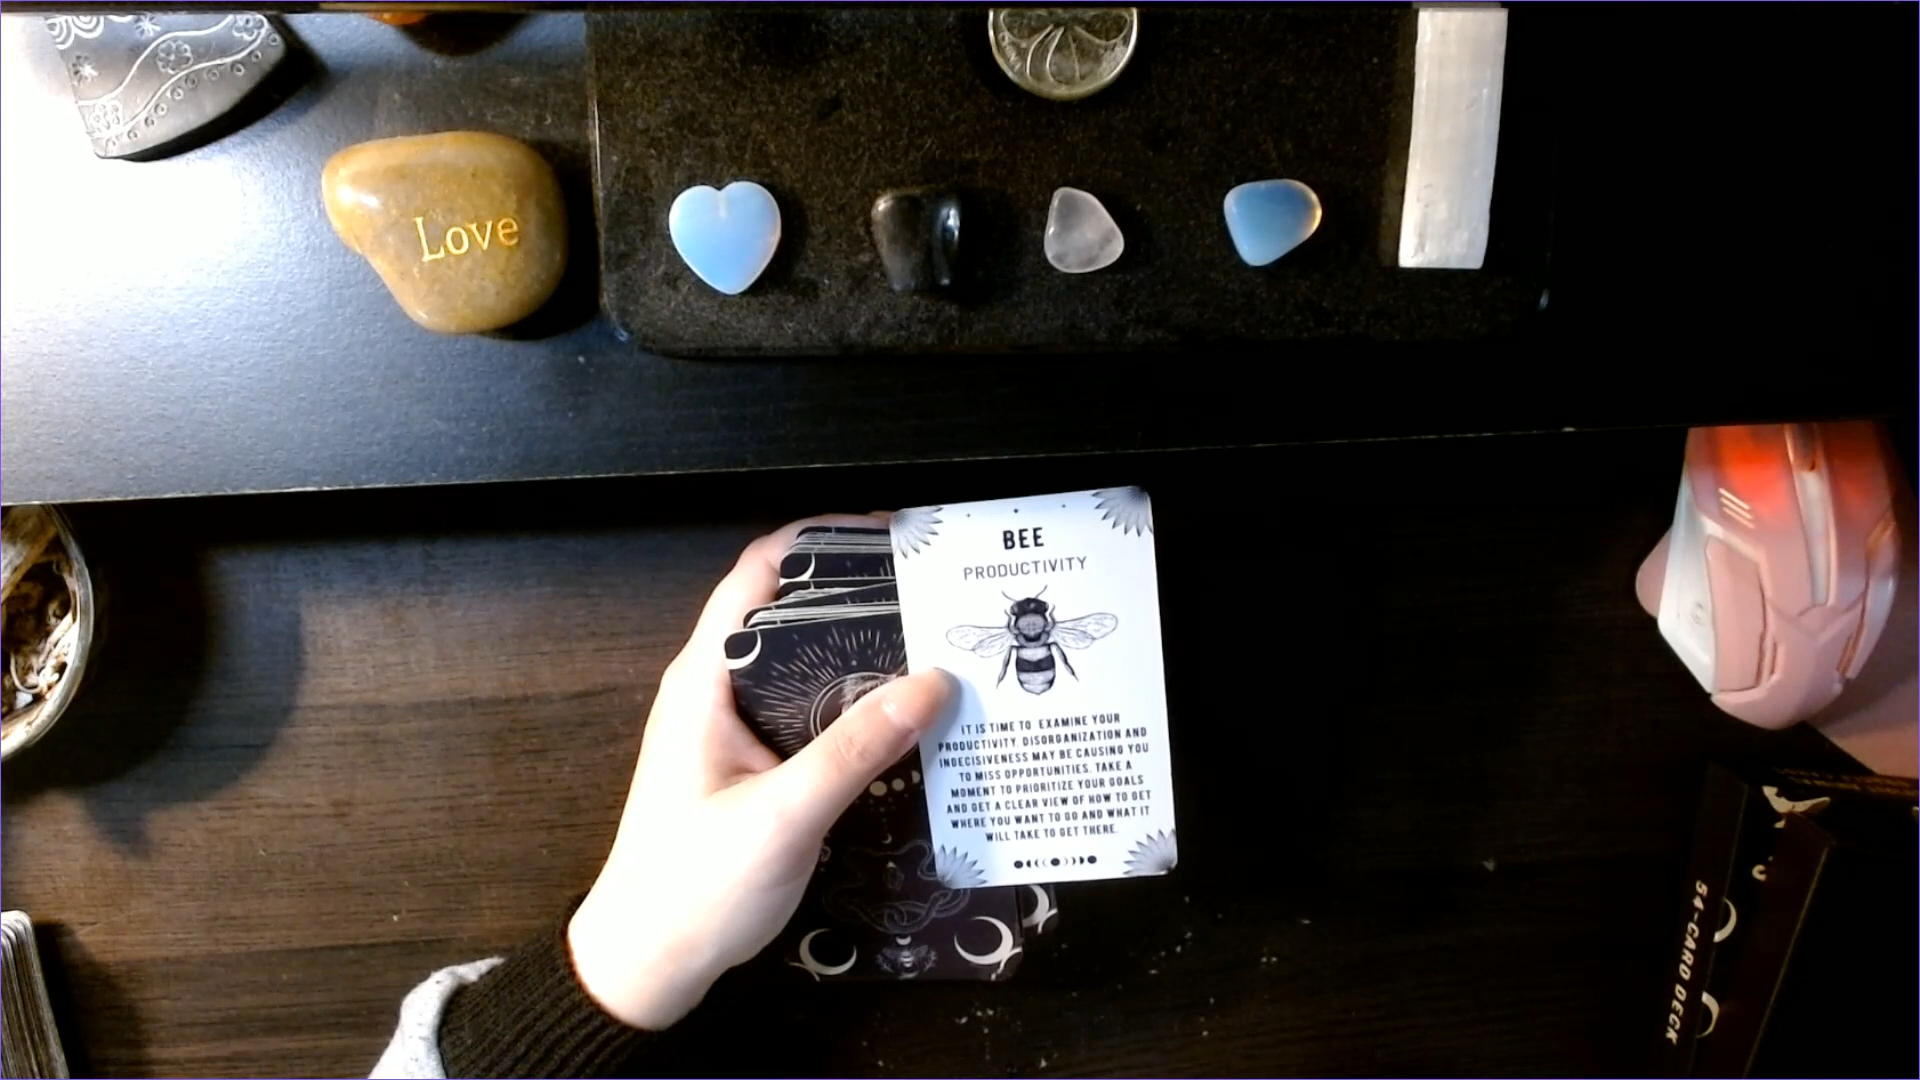 Love
BEE
PRODUCTIVITY
IT IS TIME TO EXAMINE YOUR
PRODUCTIVITY. DISORGANIZATION AND
INDECISIVENESS MAY BE CAUSING YOU
TO MISS OPPORTUNITIES. TAKE A
MOMENT TO PRIORITIZE YOUR GOALS
AND GET A CLEAR VIEW OF HOW TO GET
WHERE YOU WANT TO GO AND WHAT IT
WILL TAKE TO GET THERE.
54-CARD DECK